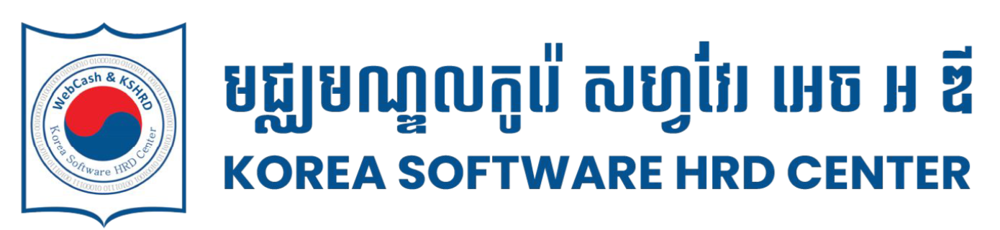 WebCash & KSHRD
Korea Software HRD Center
មជ្ឈមណ្ឌលកូរ៉េ សហ្វវែរ អេច អ ឌី
KOREA SOFTWARE HRD CENTER